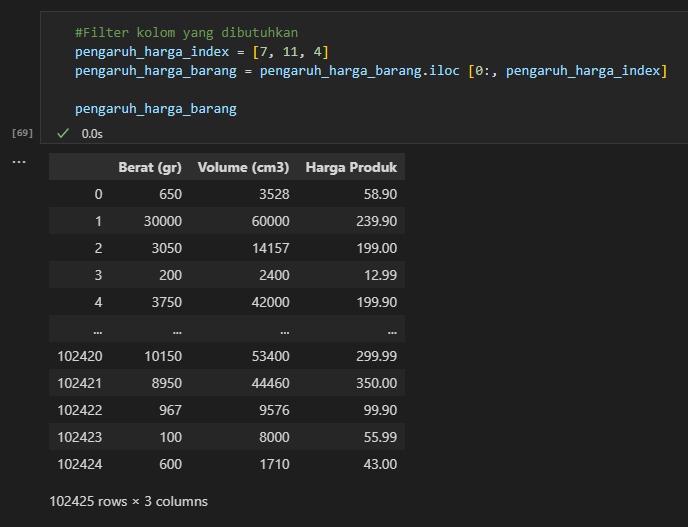 #Filter kolom yang dibutuhkan
pengaruh_harga_index = [7, 11, 4]
pengaruh_harga_barang = pengaruh_harga_barang.iloc [0:, pengaruh_harga_index]
pengaruh_harga_barang
[69] ✓ 0.0s
...
Berat (gr) Volume (cm3) Harga Produk
0 650 3528 58.90
1 30000 60000 239.90
2 3050 14157 199.00
3 200 2400 12.99
4 3750 42000 199.90
... ... ... ...
102420 10150 53400 299.99
102421 8950 44460 350.00
102422 967 9576 99.90
102423 100 8000 55.99
102424 600 1710 43.00
102425 rows × 3 columns